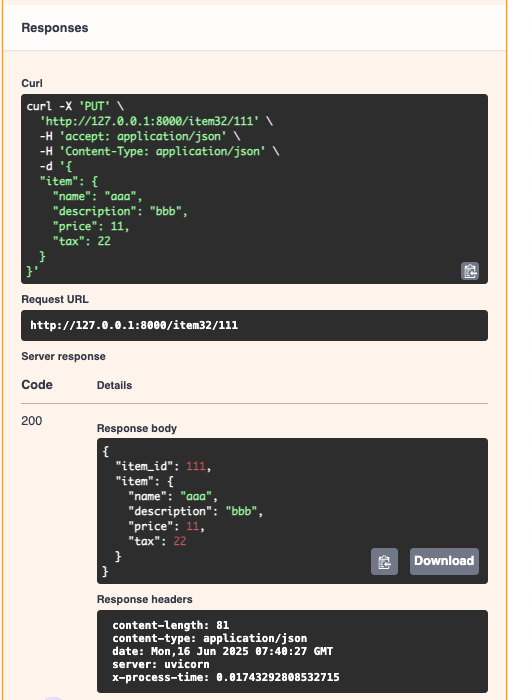 Responses
Curl
curl -X 'PUT' \
  'http://127.0.0.1:8000/item32/111' \
  -H 'accept: application/json' \
  -H 'Content-Type: application/json' \
  -d '{
  "item": {
    "name": "aaa",
    "description": "bbb",
    "price": 11,
    "tax": 22
  }
}'
Request URL
http://127.0.0.1:8000/item32/111
Server response
Code Details
200
Response body
{
  "item_id": 111,
  "item": {
    "name": "aaa",
    "description": "bbb",
    "price": 11,
    "tax": 22
  }
}
Download
Response headers
content-length: 81
content-type: application/json
date: Mon,16 Jun 2025 07:40:27 GMT
server: uvicorn
x-process-time: 0.01743292808532715